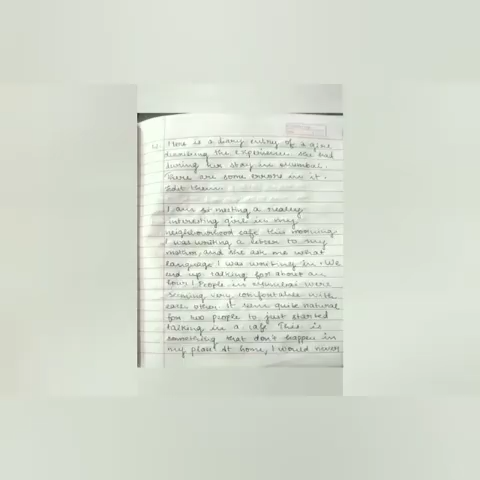 Here is a diary entry of a girl
describing the experience she had
during her stay in Mumbai.
There are some errors in it.
Edit them.
I am so meeting a really
interesting girl in my
neighbourhood cafe this morning.
I was writing a letter to my
mother, and she ask me what
language I was writing in. We
end up talking for about an
hour! People in Mumbai were
seeming very comfortable with
each other. It seem quite natural
for two people to just started
talking in a cafe. This is
something that don't happen in
my place. At home, I would never